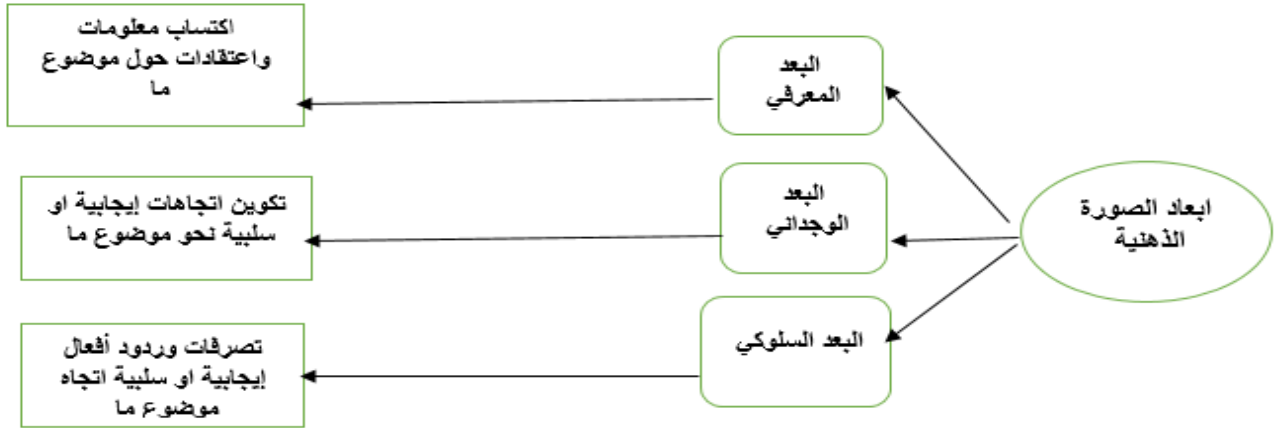 ابعاد الصورة
الذهنية
البعد
المعرفي
اكتساب معلومات
واعتقادات حول موضوع
ما
البعد
الوجداني
تكوين اتجاهات إيجابية او
سلبية نحو موضوع ما
البعد السلوكي
تصرفات وردود أفعال
إيجابية او سلبية اتجاه
موضوع ما